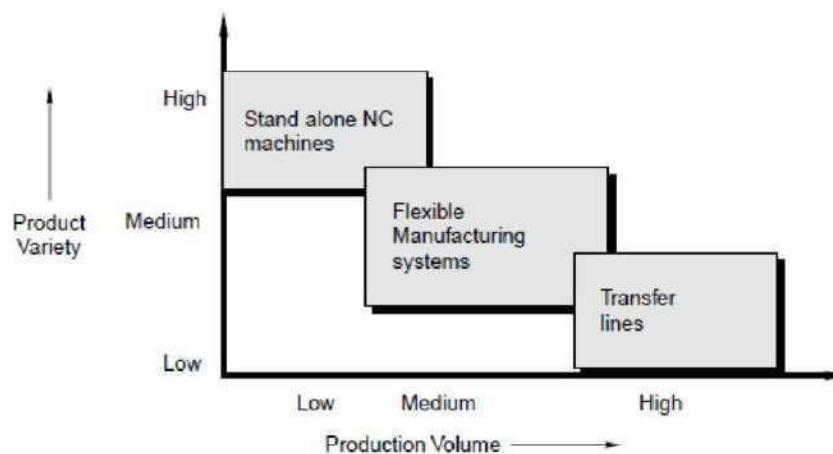 High
Stand alone NC
machines
Product
Variety
Medium
Flexible
Manufacturing
systems
Transfer
lines
Low
Low Medium High
Production Volume